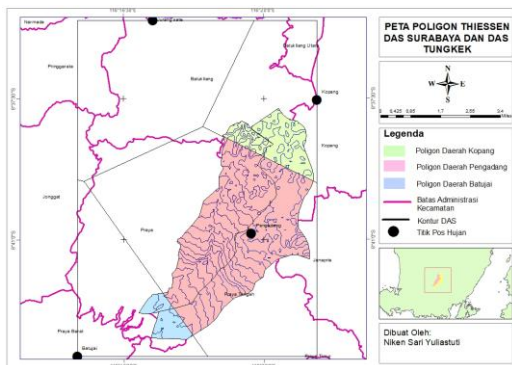 PETA POLIGON THIESSEN
DAS SURABAYA DAN DAS
TUNGKEK
N
W E
S
Legenda
Poligon Daerah Kopang
Poligon Daerah Pengadang
Poligon Daerah Batujai
Batas Administrasi
Kecamatan
Kontur DAS
Titik Pos Hujan
Dibuat Oleh:
Niken Sari Yuliastuti
Narmada
Pringgarata
Batukliang
Batukliang Utara
Kopang
Kopang
Jonggat
Praya
Pengadang
Janapria
Praya Tengah
Praya Barat
Batujai